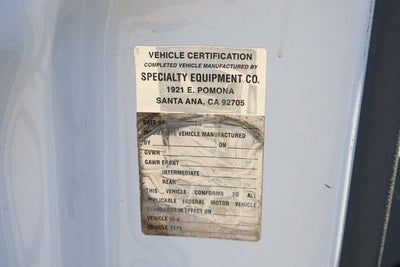 VEHICLE CERTIFICATION
COMPLETED VEHICLE MANUFACTURED BY
SPECIALTY EQUIPMENT CO.
1921 E. POMONA
SANTA ANA, CA 92705
DATE OF
VEHICLE MANUFACTURED
BY ON
GVWR
GAWR FRONT
INTERMEDIATE
REAR
THIS VEHICLE CONFORMS TO ALL
APPLICABLE FEDERAL MOTOR VEHICLE
STANDARDS IN EFFECT ON
VEHICLE ID #
VEHICLE TYPE